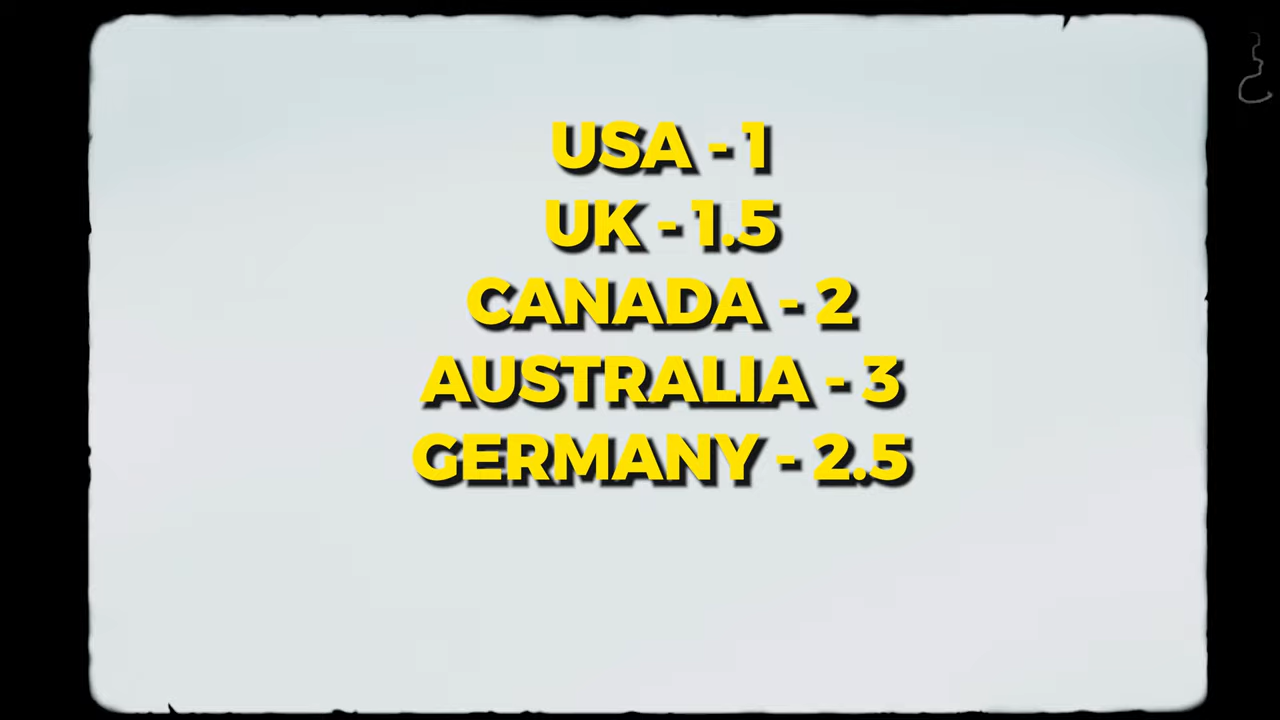 USA - 1
UK - 1.5
CANADA - 2
AUSTRALIA - 3
GERMANY - 2.5